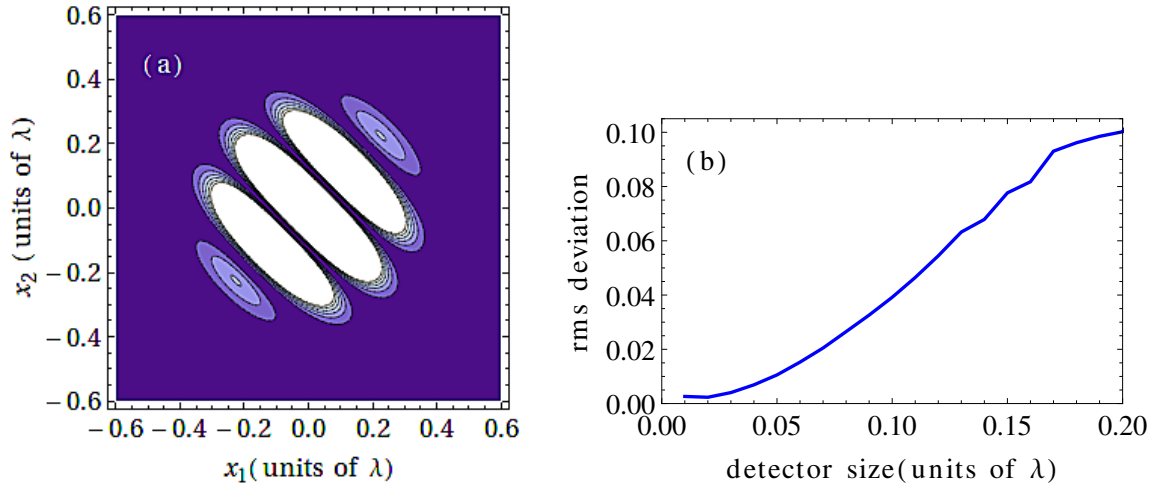 (a)
0.6
0.4
0.2
0.0
−0.2
−0.4
−0.6
−0.6 −0.4 −0.2 0.0 0.2 0.4 0.6
x₂ (units of λ)
x₁(units of λ)
(b)
0.10
0.08
0.06
0.04
0.02
0.00
0.00 0.05 0.10 0.15 0.20
rms deviation
detector size(units of λ)